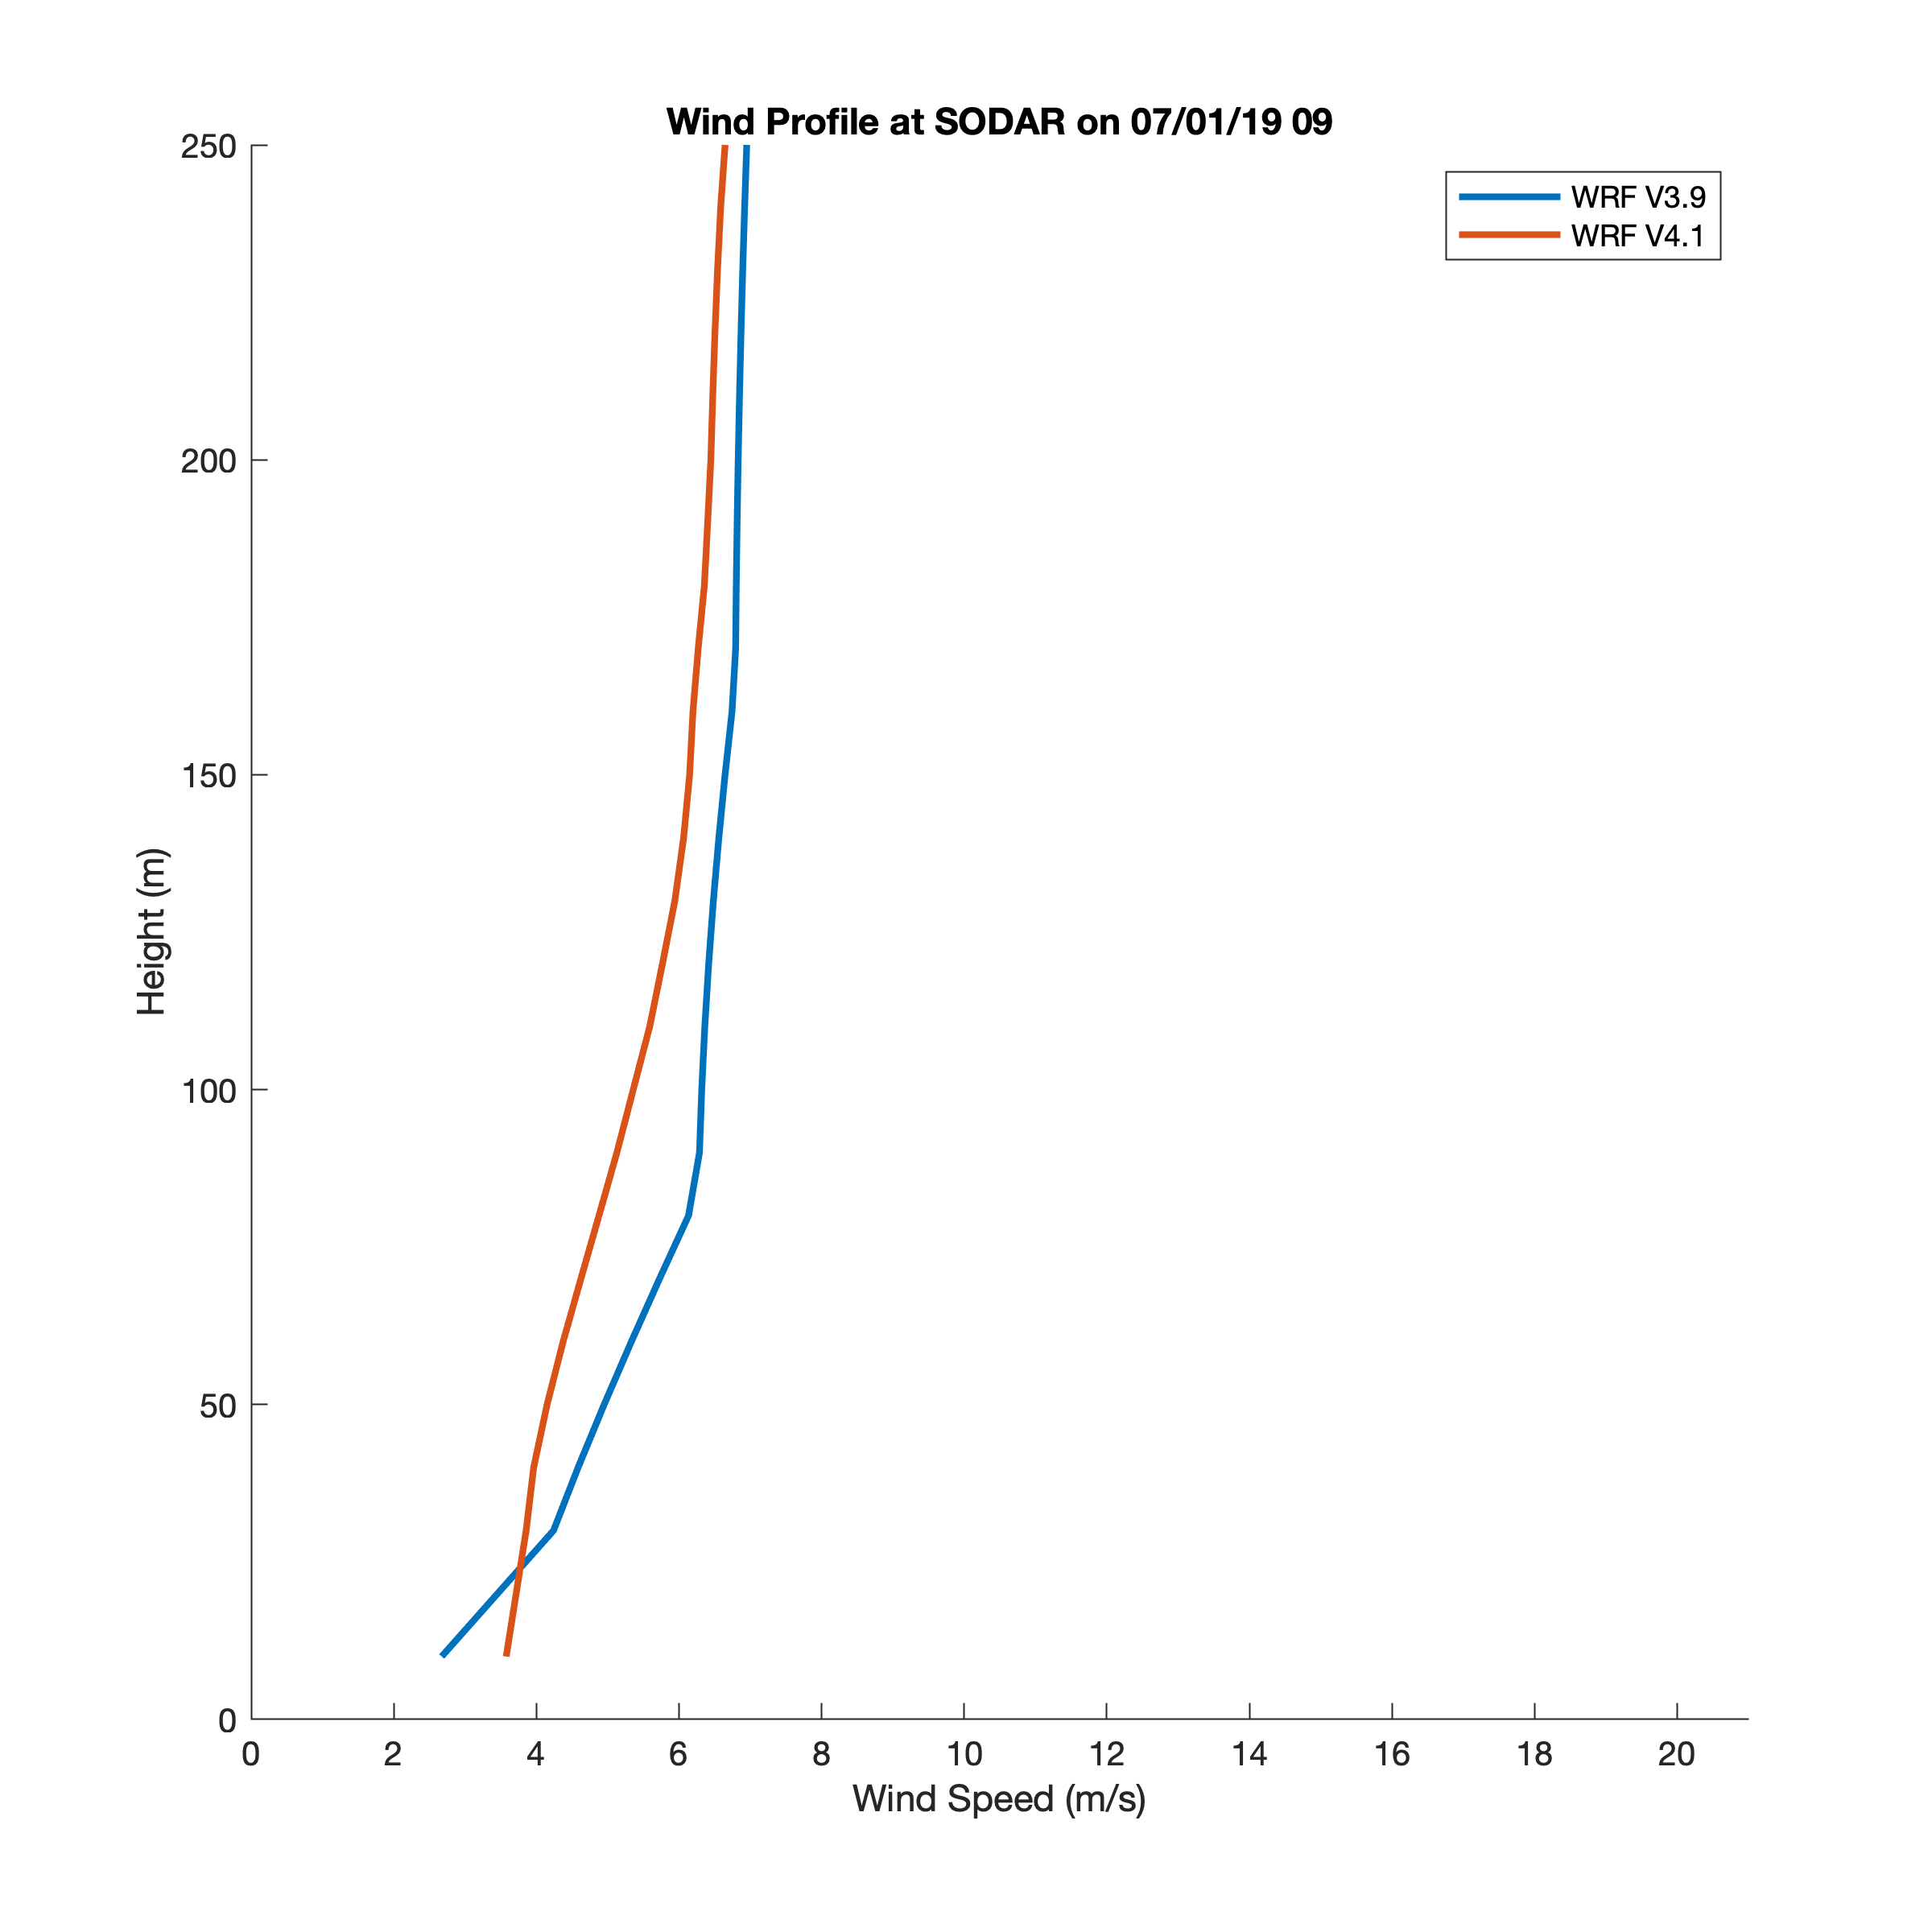 Wind Profile at SODAR on 07/01/19 09
WRF V3.9
WRF V4.1
250
200
150
100
50
0
Height (m)
0 2 4 6 8 10 12 14 16 18 20
Wind Speed (m/s)